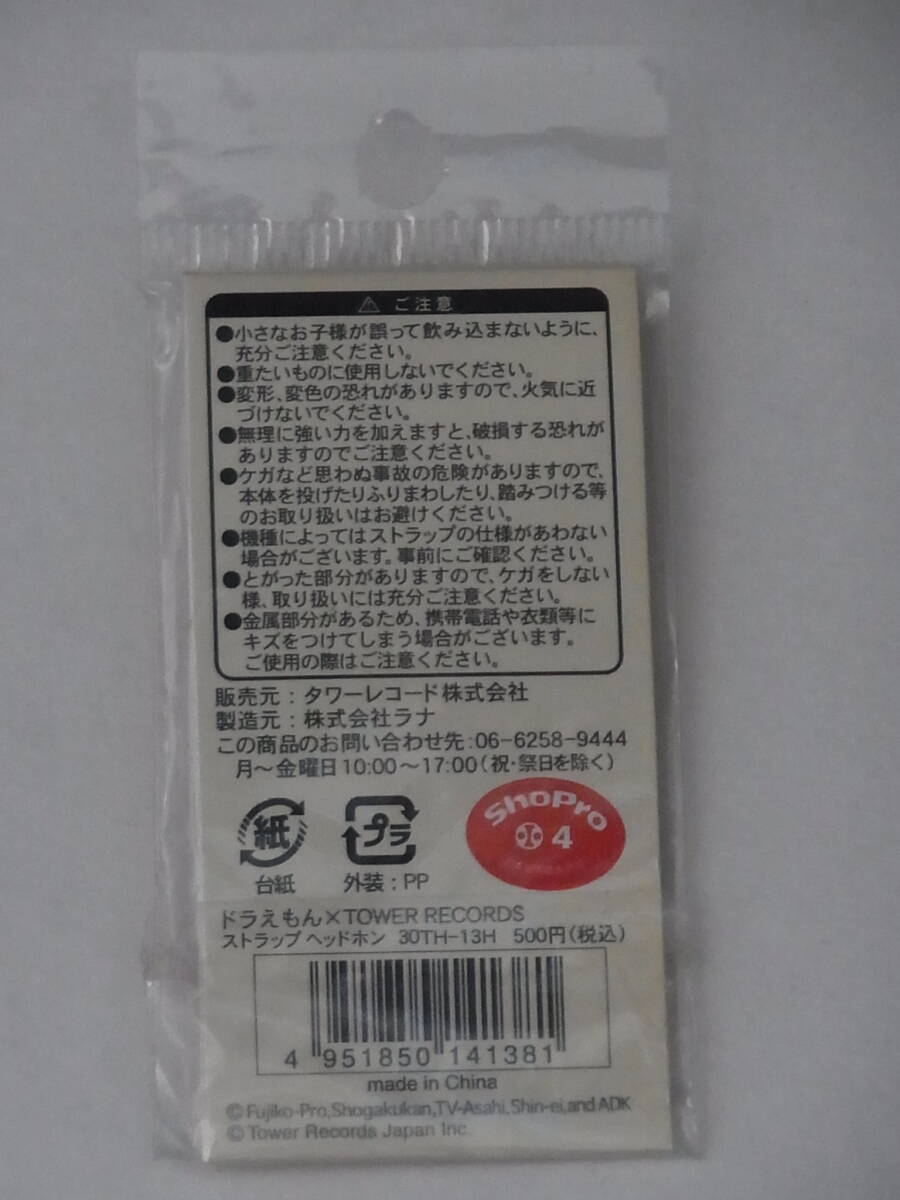 ⚠ ご注意
●小さなお子様が誤って飲み込まないように、
充分ご注意ください。
●重たいものに使用しないでください。
●変形、変色の恐れがありますので、火気に近
づけないでください。
●無理に強い力を加えますと、破損する恐れが
ありますのでご注意ください。
●ケガなど思わぬ事故の危険がありますので、
本体を投げたりふりまわしたり、踏みつける等
のお取り扱いはお避けください。
●機種によってはストラップの仕様があわない
場合がございます。事前にご確認ください。
●とがった部分がありますので、ケガをしない
様、取り扱いには充分ご注意ください。
●金属部分があるため、携帯電話や衣類等に
キズをつけてしまう場合がございます。
ご使用の際はご注意ください。
販売元：タワーレコード株式会社
製造元：株式会社ラナ
この商品のお問い合わせ先：06-6258-9444
月～金曜日10:00～17:00（祝・祭日を除く）
紙 プラ
台紙 外装：PP
ShoPro
4
ドラえもん×TOWER RECORDS
ストラップ ヘッドホン 30TH-13H 500円（税込）
4 951850 141381
made in China
©Fujiko-Pro,Shogakukan,TV-Asahi,Shin-ei,and ADK
©Tower Records Japan Inc.